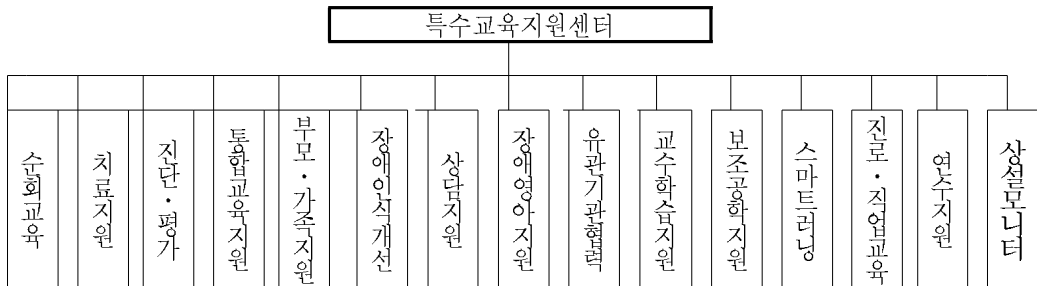 특수교육지원센터
순회교육
치료지원
진단·평가
통합교육지원
부모·가족지원
장애인식개선
상담지원
장애영아지원
유관기관협력
교수학습지원
보조공학지원
스마트러닝
진로·직업교육
연수지원
상설모니터